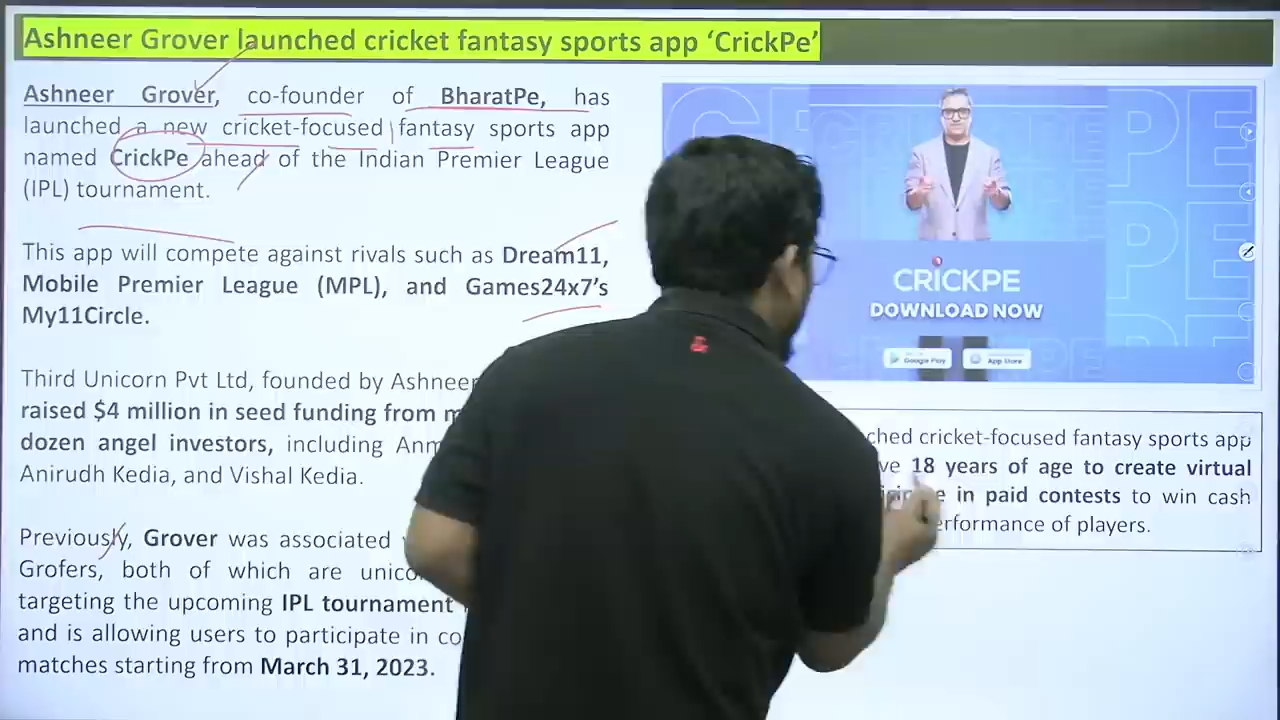 Ashneer Grover launched cricket fantasy sports app ‘CrickPe’
Ashneer Grover, co-founder of BharatPe, has
launched a new cricket-focused fantasy sports app
named CrickPe ahead of the Indian Premier League
(IPL) tournament.
This app will compete against rivals such as Dream11,
Mobile Premier League (MPL), and Games24x7’s
My11Circle.
Third Unicorn Pvt Ltd, founded by Ashneer
raised $4 million in seed funding from
dozen angel investors, including
Anirudh Kedia, and Vishal Kedia.
Previously, Grover was associated
Grofers, both of which are
targeting the upcoming IPL tournament
and is allowing users to participate in
matches starting from March 31, 2023.
CRICKPE
DOWNLOAD NOW
Google Play
App Store
cricket-focused fantasy sports app
18 years of age to create virtual
in paid contests to win cash
performance of players.